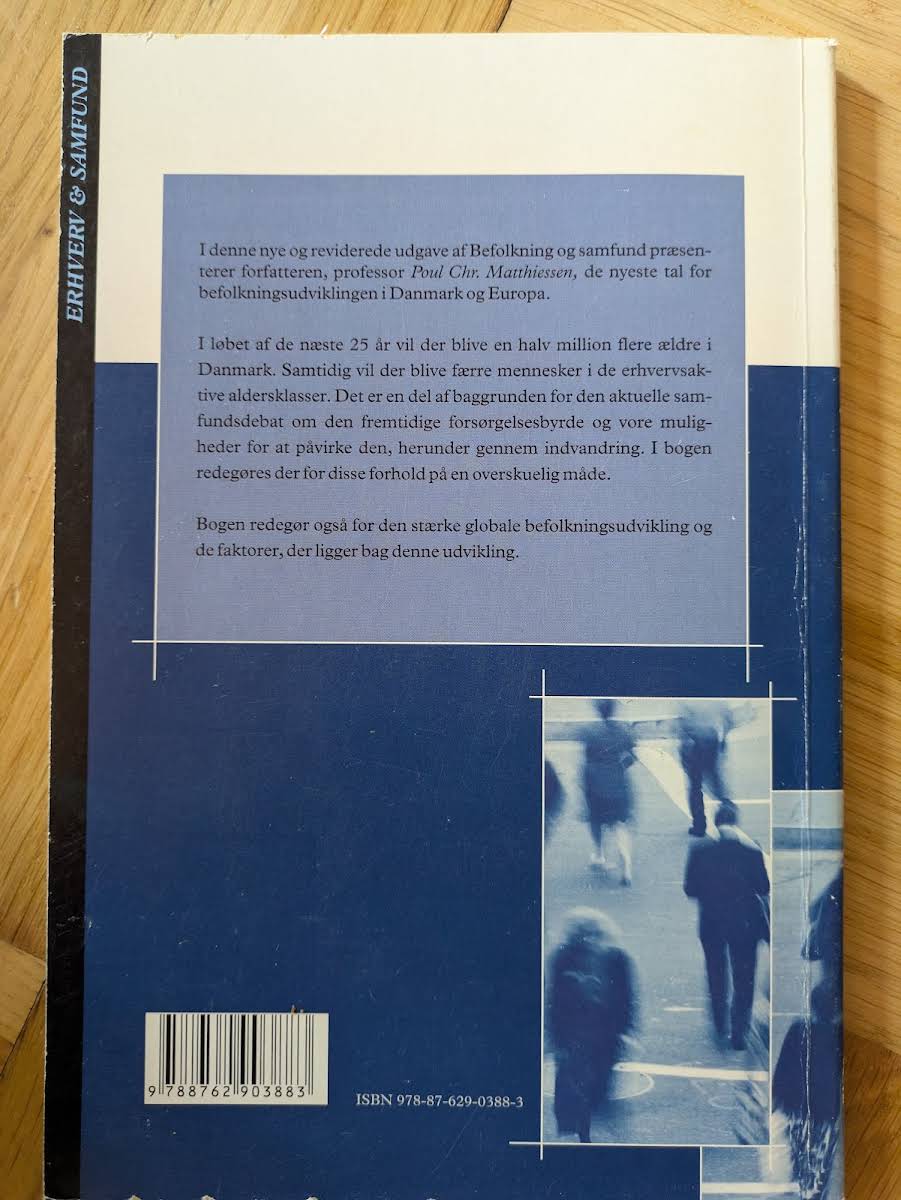 ERHVERV & SAMFUND
I denne nye og reviderede udgave af Befolkning og samfund præsen-
terer forfatteren, professor Poul Chr. Matthiessen, de nyeste tal for
befolkningsudviklingen i Danmark og Europa.
I løbet af de næste 25 år vil der blive en halv million flere ældre i
Danmark. Samtidig vil der blive færre mennesker i de erhvervsak-
tive aldersklasser. Det er en del af baggrunden for den aktuelle sam-
fundsdebat om den fremtidige forsørgelsesbyrde og vore mulig-
heder for at påvirke den, herunder gennem indvandring. I bogen
redegøres der for disse forhold på en overskuelig måde.
Bogen redegør også for den stærke globale befolkningsudvikling og
de faktorer, der ligger bag denne udvikling.
9 788762 903883
ISBN 978-87-629-0388-3